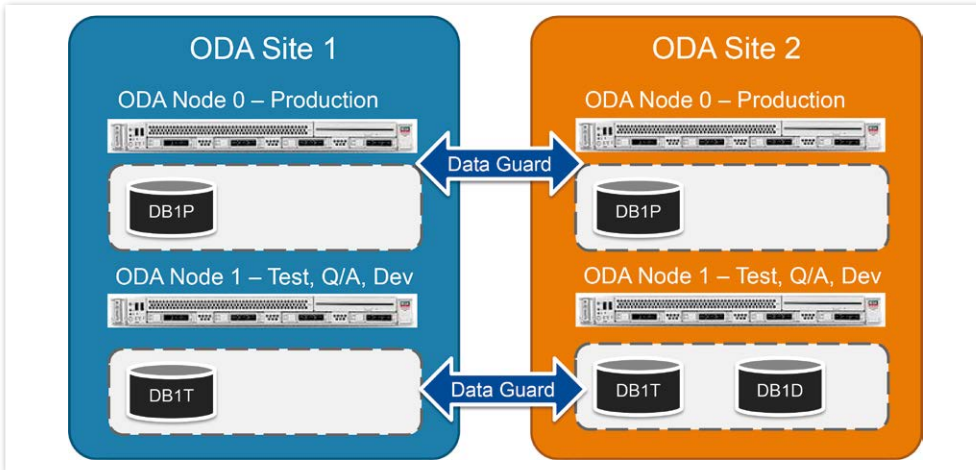 ODA Site 1
ODA Node 0 – Production
DB1P
ODA Node 1 – Test, Q/A, Dev
DB1T
Data Guard
Data Guard
ODA Site 2
ODA Node 0 – Production
DB1P
ODA Node 1 – Test, Q/A, Dev
DB1T
DB1D